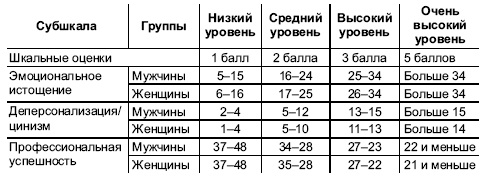 Субшкала Группы Низкий уровень Средний уровень Высокий уровень Очень высокий уровень
Шкальные оценки 1 балл 2 балла 3 балла 5 баллов
Эмоциональное истощение Мужчины 5–15 16–24 25–34 Больше 34
Женщины 6–16 17–25 26–34 Больше 34
Деперсонализация/цинизм Мужчины 2–4 5–12 13–15 Больше 15
Женщины 1–4 5–10 11–13 Больше 14
Профессиональная успешность Мужчины 37–48 34–28 27–23 22 и меньше
Женщины 37–48 35–28 27–22 21 и меньше